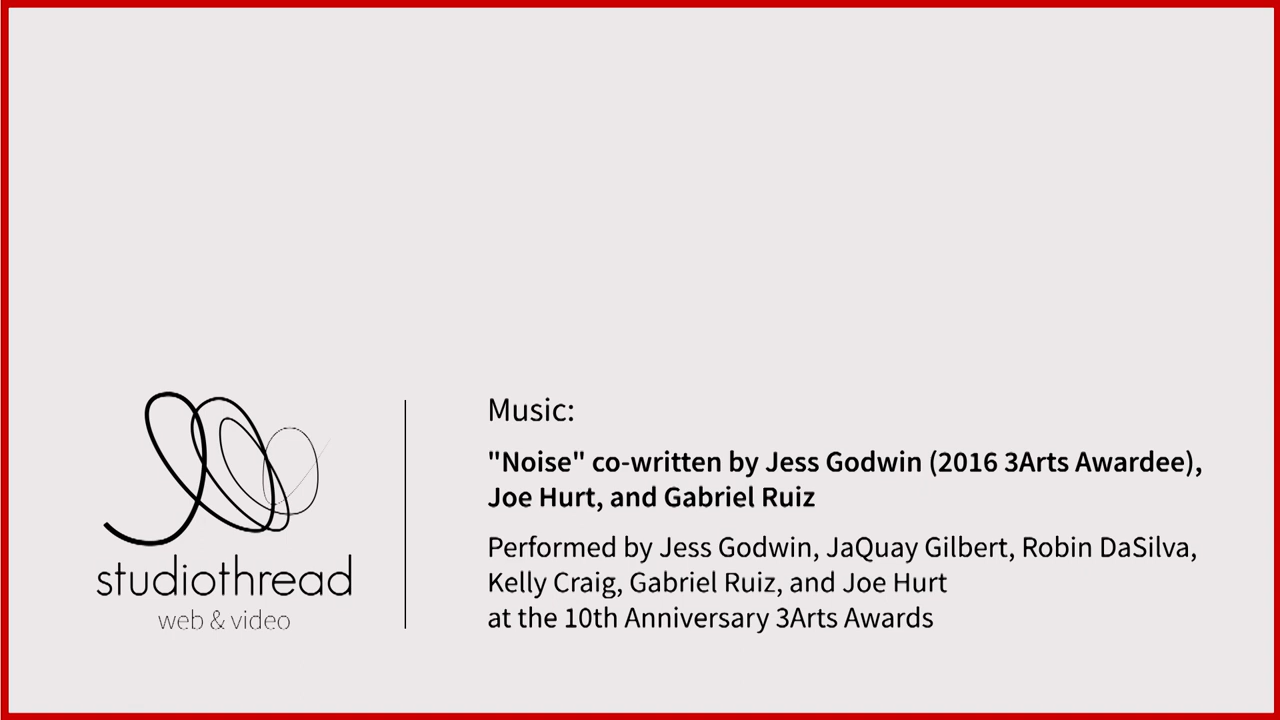 studiothread
web & video
Music:
"Noise" co-written by Jess Godwin (2016 3Arts Awardee),
Joe Hurt, and Gabriel Ruiz
Performed by Jess Godwin, JaQuay Gilbert, Robin DaSilva,
Kelly Craig, Gabriel Ruiz, and Joe Hurt
at the 10th Anniversary 3Arts Awards